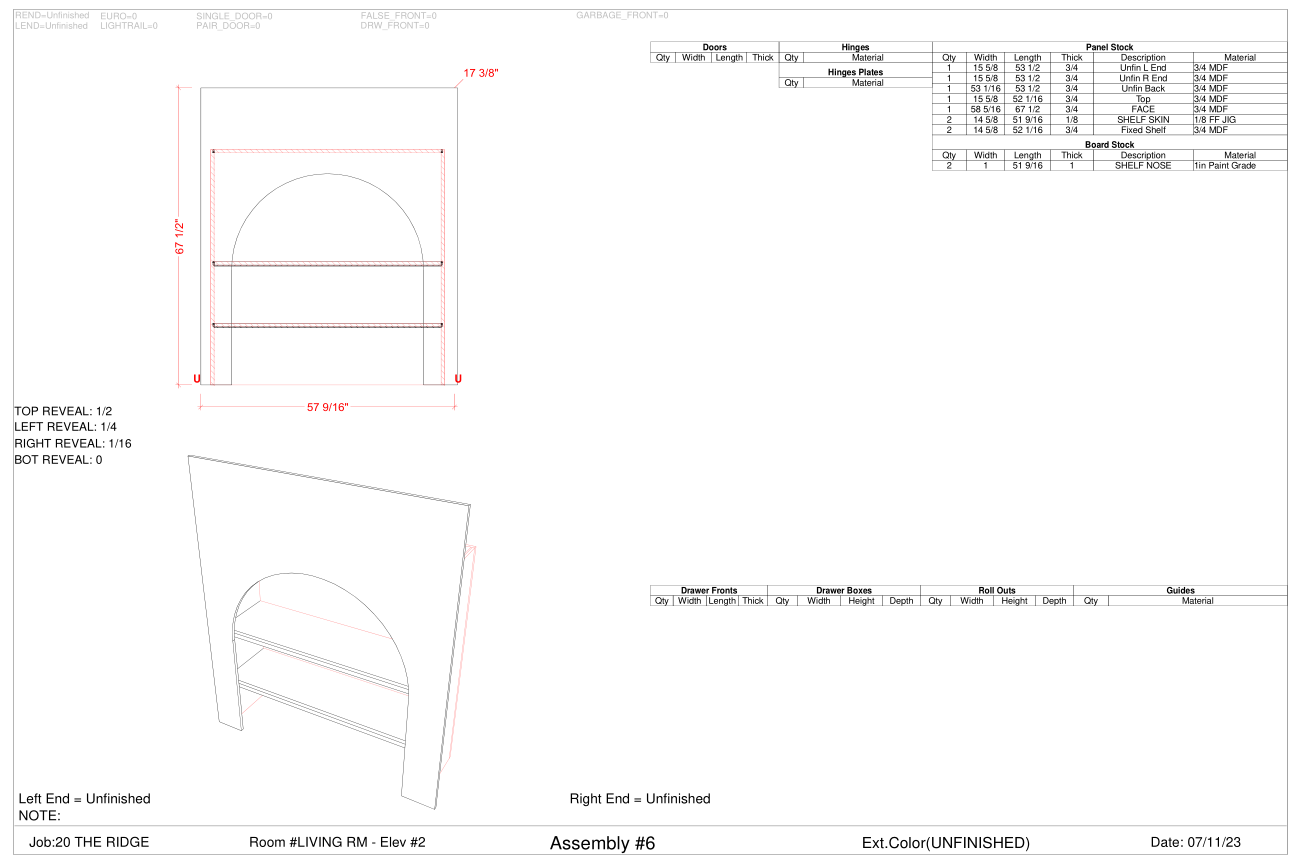 REND=Unfinished EURO=0 SINGLE_DOOR=0 FALSE_FRONT=0 GARBAGE_FRONT=0
LEND=Unfinished LIGHTRAIL=0 PAIR_DOOR=0 DRW_FRONT=0
Doors Hinges Panel Stock
Qty Width Length Thick Qty Material Qty Width Length Thick Description Material
1 15 5/8 53 1/2 3/4 Unfin L End 3/4 MDF
Hinges Plates 1 15 5/8 53 1/2 3/4 Unfin R End 3/4 MDF
Qty Material 1 53 1/16 53 1/2 3/4 Unfin Back 3/4 MDF
1 15 5/8 52 1/16 3/4 Top 3/4 MDF
1 58 5/16 67 1/2 3/4 FACE 3/4 MDF
2 14 5/8 51 9/16 1/8 SHELF SKIN 1/8 FF JIG
2 14 5/8 52 1/16 3/4 Fixed Shelf 3/4 MDF
Board Stock
Qty Width Length Thick Description Material
2 1 51 9/16 1 SHELF NOSE 1in Paint Grade
17 3/8"
67 1/2"
U U
57 9/16"
TOP REVEAL: 1/2
LEFT REVEAL: 1/4
RIGHT REVEAL: 1/16
BOT REVEAL: 0
Drawer Fronts Drawer Boxes Roll Outs Guides
Qty Width Length Thick Qty Width Height Depth Qty Width Height Depth Qty Material
Left End = Unfinished Right End = Unfinished
NOTE:
Job:20 THE RIDGE Room #LIVING RM - Elev #2 Assembly #6 Ext.Color(UNFINISHED) Date: 07/11/23